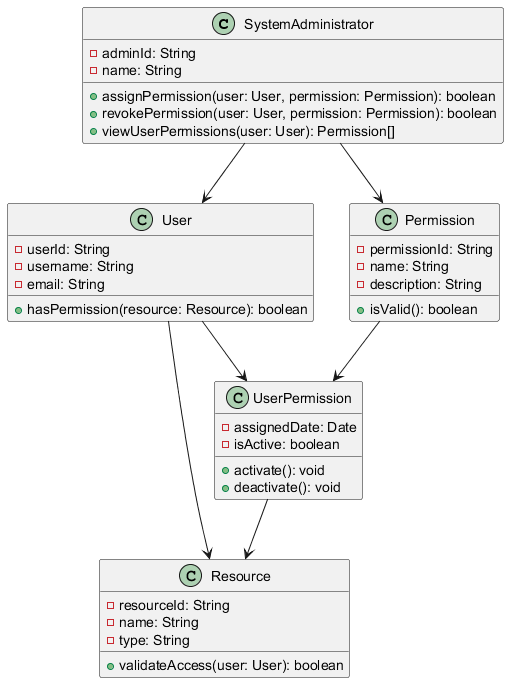 C SystemAdministrator
adminId: String
name: String
assignPermission(user: User, permission: Permission): boolean
revokePermission(user: User, permission: Permission): boolean
viewUserPermissions(user: User): Permission[]
C User
userId: String
username: String
email: String
hasPermission(resource: Resource): boolean
C Permission
permissionId: String
name: String
description: String
isValid(): boolean
C UserPermission
assignedDate: Date
isActive: boolean
activate(): void
deactivate(): void
C Resource
resourceId: String
name: String
type: String
validateAccess(user: User): boolean